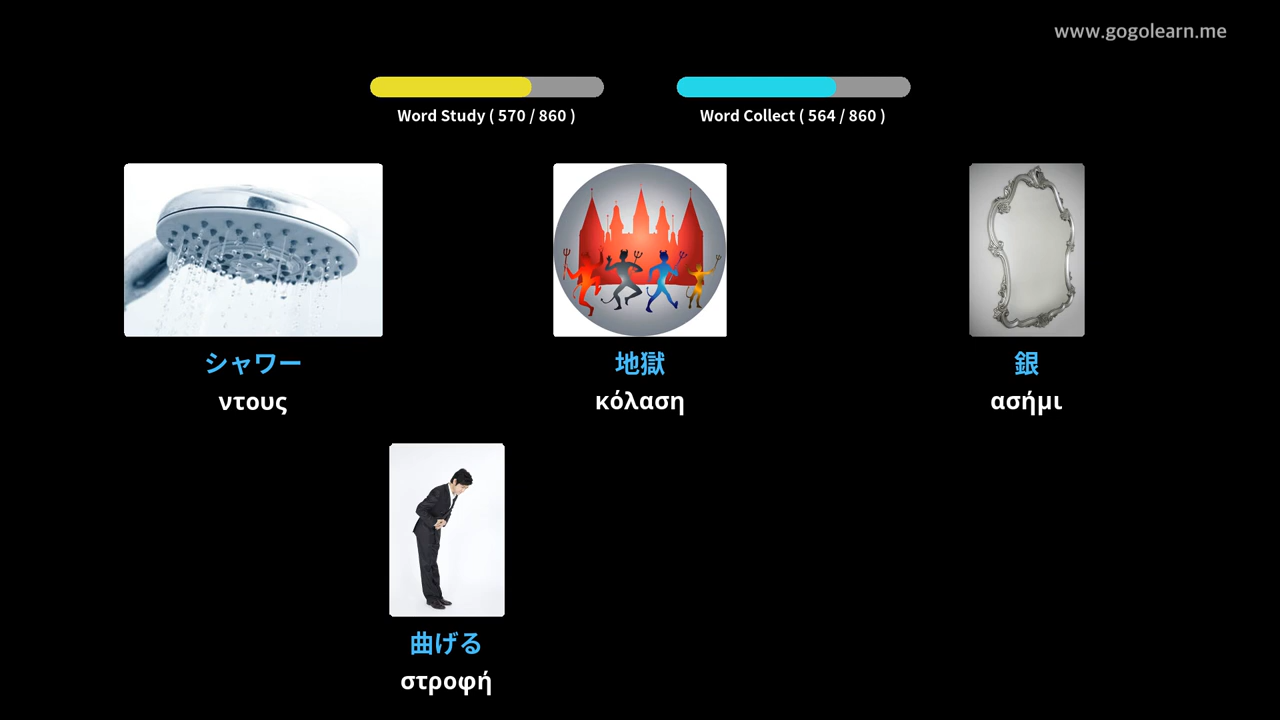 www.gogolearn.me
Word Study ( 570 / 860 )
Word Collect ( 564 / 860 )
シャワー
ντους
地獄
κόλαση
銀
ασήμι
曲げる
στροφή